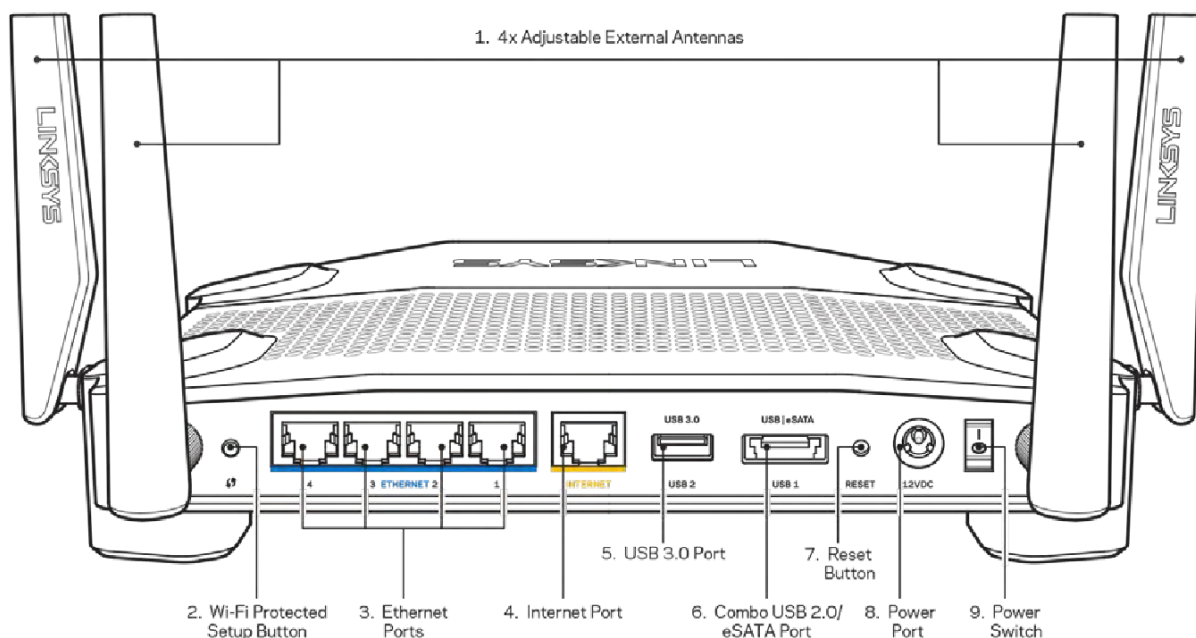 1. 4x Adjustable External Antennas
LINKSYS
LINKSYS
LINKSYS
USB 3.0
USB | eSATA
4
3 ETHERNET 2
1
INTERNET
USB 2
USB 1
RESET
12VDC
5. USB 3.0 Port
7. Reset
Button
2. Wi-Fi Protected
Setup Button
3. Ethernet
Ports
4. Internet Port
6. Combo USB 2.0/
eSATA Port
8. Power
Port
9. Power
Switch